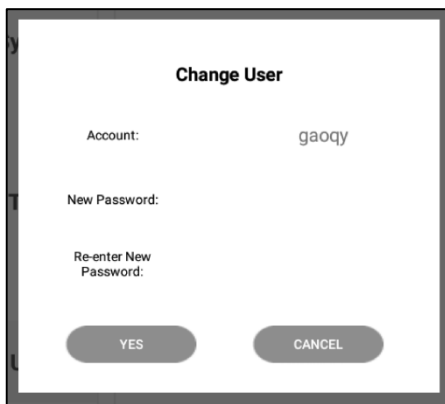 Change User
Account:
gaoqy
New Password:
Re-enter New
Password:
YES
CANCEL